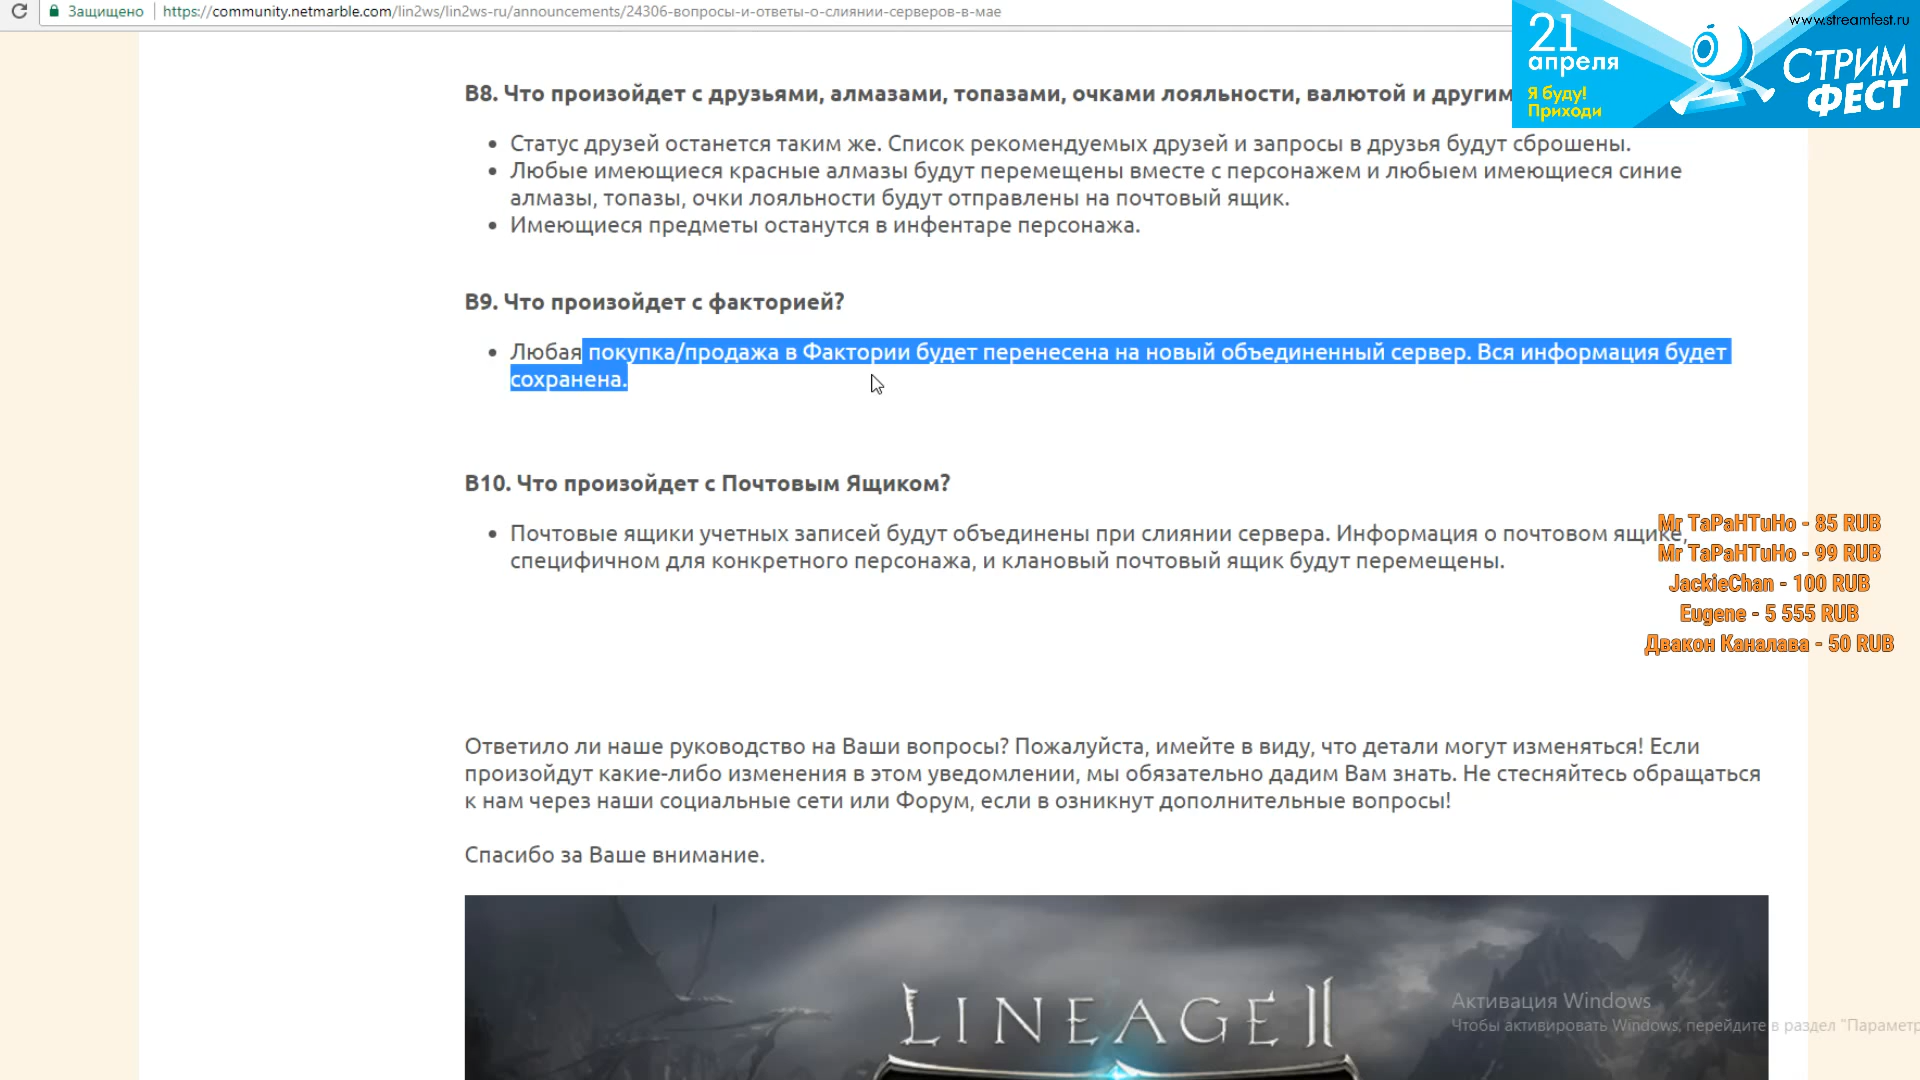 Защищено
https://community.netmarble.com/lin2ws/lin2ws-ru/announcements/24306-вопросы-и-ответы-о-слиянии-серверов-в-мае
www.streamfest.ru
21
апреля
Я буду!
Приходи
СТРИМ
ФЕСТ
В8. Что произойдет с друзьями, алмазами, топазами, очками лояльности, валютой и другим
Статус друзей останется таким же. Список рекомендуемых друзей и запросы в друзья будут сброшены.
Любые имеющиеся красные алмазы будут перемещены вместе с персонажем и любыем имеющиеся синие
алмазы, топазы, очки лояльности будут отправлены на почтовый ящик.
Имеющиеся предметы останутся в инфентаре персонажа.
В9. Что произойдет с факторией?
Любая покупка/продажа в Фактории будет перенесена на новый объединенный сервер. Вся информация будет
сохранена.
В10. Что произойдет с Почтовым Ящиком?
Почтовые ящики учетных записей будут объединены при слиянии сервера. Информация о почтовом ящике,
специфичном для конкретного персонажа, и клановый почтовый ящик будут перемещены.
Mr TaPaHTuHo - 85 RUB
Mr TaPaHTuHo - 99 RUB
JackieChan - 100 RUB
Eugene - 5 555 RUB
Двакон Каналава - 50 RUB
Ответило ли наше руководство на Ваши вопросы? Пожалуйста, имейте в виду, что детали могут изменяться! Если
произойдут какие-либо изменения в этом уведомлении, мы обязательно дадим Вам знать. Не стесняйтесь обращаться
к нам через наши социальные сети или Форум, если в озникнут дополнительные вопросы!
Спасибо за Ваше внимание.
LINEAGE II
Активация Windows
Чтобы активировать Windows, перейдите в раздел "Параметр